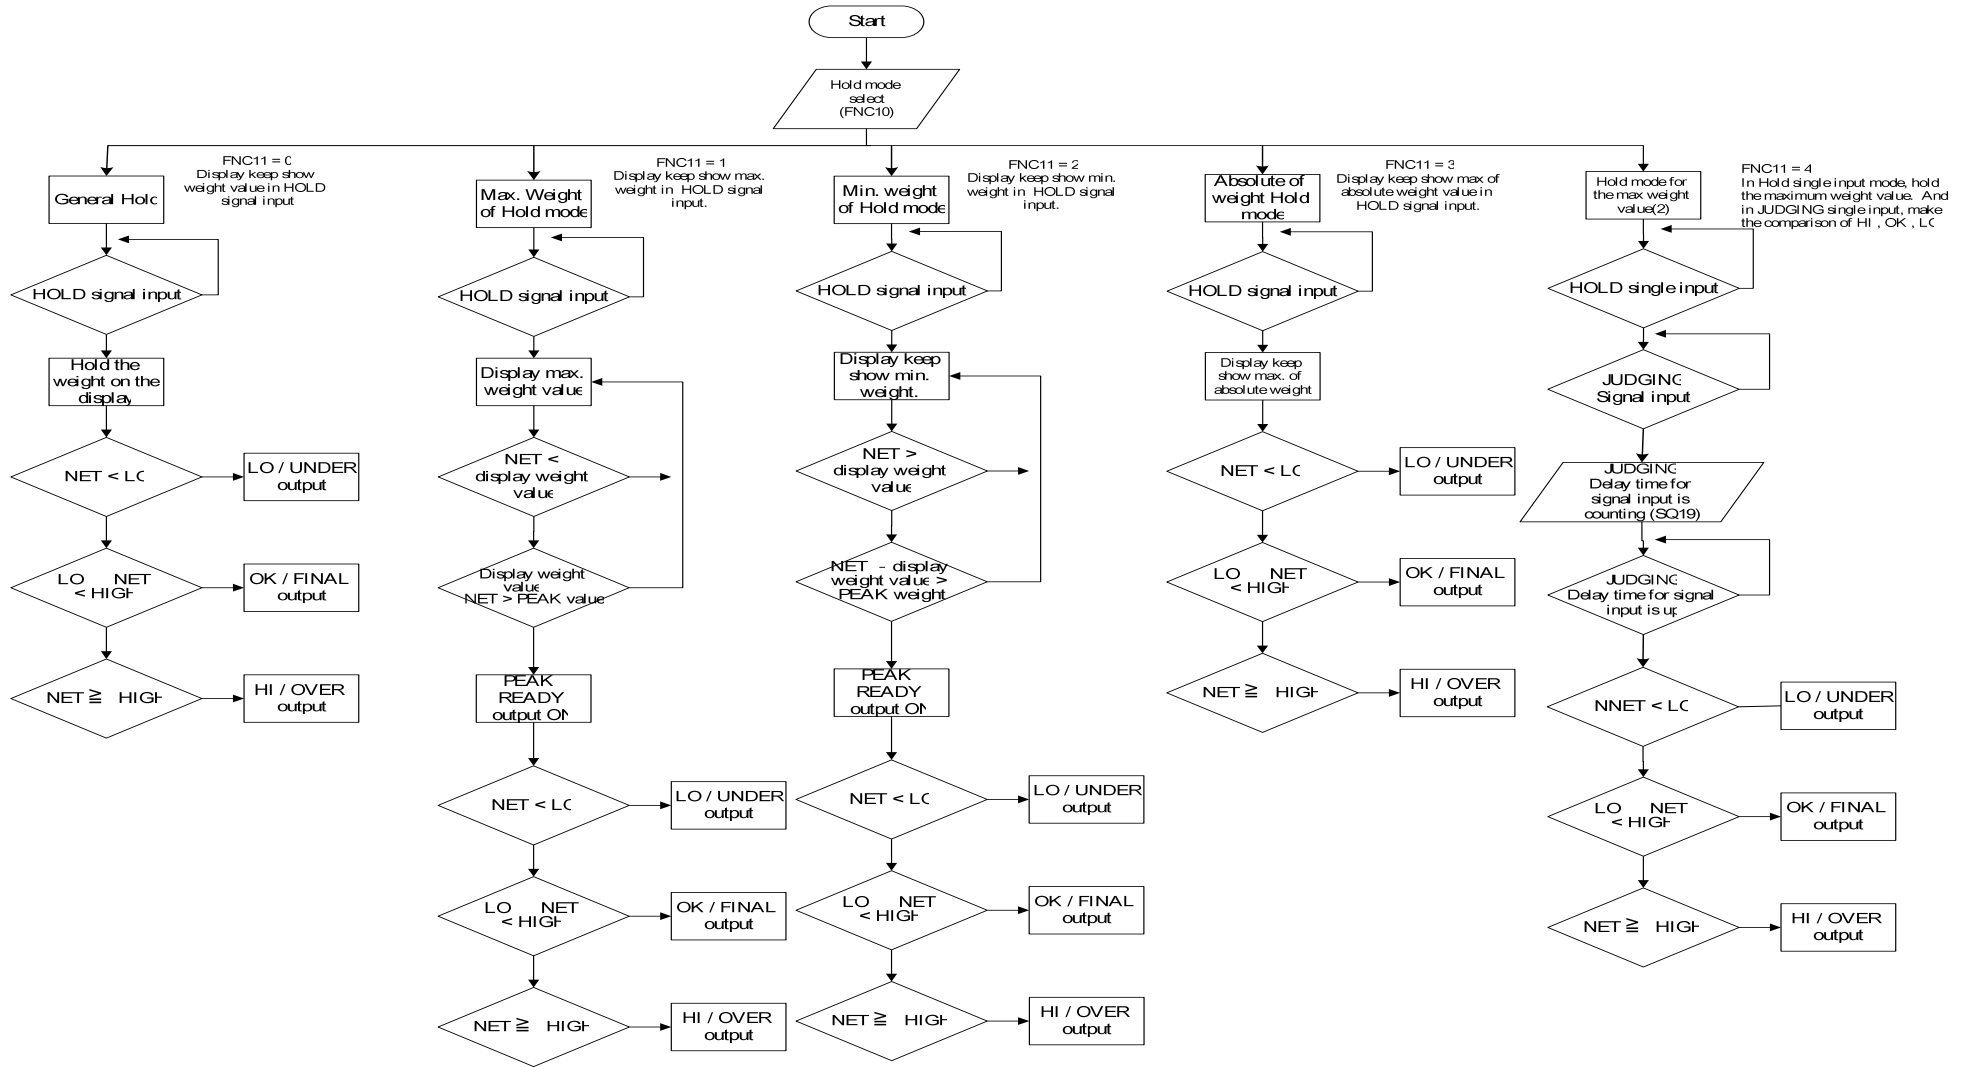 Start
Hold mode
select
(FNC10)
FNC11 = 0
Display keep show
weight value in HOLD
signal input
General Hold
HOLD signal input
Hold the
weight on the
display
NET < LO
LO / UNDER
output
LO NET
< HIGH
OK / FINAL
output
NET ≧ HIGH
HI / OVER
output
FNC11 = 1
Display keep show max.
weight in HOLD signal
input.
Max. Weight
of Hold mode
HOLD signal input
Display max.
weight value
NET <
display weight
value
Display weight
value
NET > PEAK value
PEAK
READY
output ON
NET < LO
LO / UNDER
output
LO NET
< HIGH
OK / FINAL
output
NET ≧ HIGH
HI / OVER
output
FNC11 = 2
Display keep show min.
weight in HOLD signal
input.
Min. weight
of Hold mode
HOLD signal input
Display keep
show min.
weight.
NET >
display weight
value
NET - display
weight value >
PEAK weight
PEAK
READY
output ON
NET < LO
LO / UNDER
output
LO NET
< HIGH
OK / FINAL
output
NET ≧ HIGH
HI / OVER
output
FNC11 = 3
Display keep show max of
absolute weight value in
HOLD signal input.
Absolute of
weight Hold
mode
HOLD signal input
Display keep
show max. of
absolute weight
NET < LO
LO / UNDER
output
LO NET
< HIGH
OK / FINAL
output
NET ≧ HIGH
HI / OVER
output
FNC11 = 4
In Hold single input mode, hold
the maximum weight value. And
in JUDGING single input, make
the comparison of HI , OK , LO
Hold mode for
the max weight
value(2)
HOLD single input
JUDGING
Signal input
JUDGING
Delay time for
signal input is
counting (SQ19)
JUDGING
Delay time for signal
input is up
NNET < LO
LO / UNDER
output
LO NET
< HIGH
OK / FINAL
output
NET ≧ HIGH
HI / OVER
output